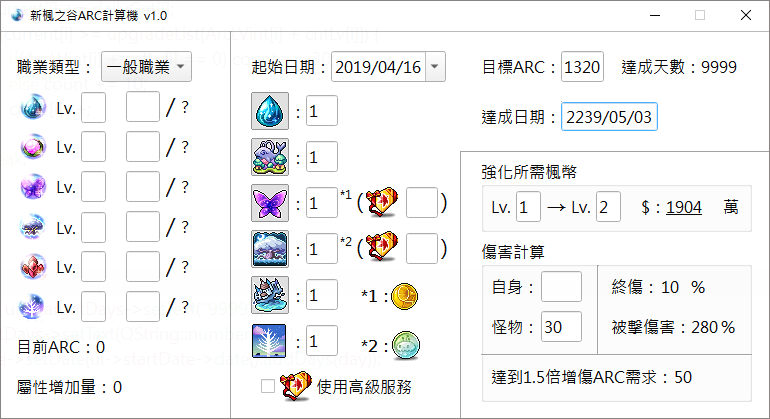 新楓之谷ARC計算機 v1.0
職業類型： 一般職業
Lv. / ?
Lv. / ?
Lv. / ?
Lv. / ?
Lv. / ?
Lv. / ?
目前ARC：0
屬性增加量：0
起始日期： 2019/04/16
: 1
: 1
: 1 *1 ( )
: 1 *2 ( )
: 1 *1 :
: 1 *2 :
使用高級服務
目標ARC： 1320 達成天數：9999
達成日期： 2239/05/03
強化所需楓幣
Lv. 1 → Lv. 2 $：1904 萬
傷害計算
自身： 終傷：10 %
怪物： 30 被擊傷害：280 %
達到1.5倍增傷ARC需求：50